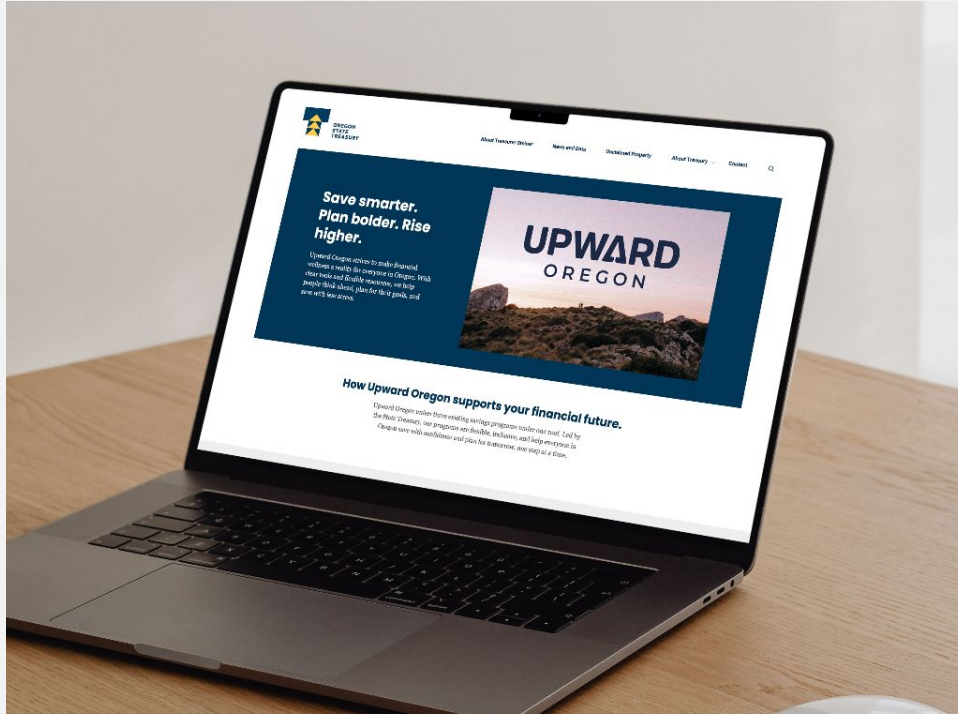 OREGON
STATE
TREASURY
About Treasurer Steiner
News and Data
Unclaimed Property
About Treasury
Contact
Save smarter.
Plan bolder. Rise
higher.
Upward Oregon strives to make financial
wellness a reality for everyone in Oregon. With
clear tools and flexible resources, we help
people think ahead, plan for their goals, and
save with less stress.
UPWARD
OREGON
How Upward Oregon supports your financial future.
Upward Oregon unites three existing savings programs under one roof. Led by
the State Treasury, our programs are flexible, inclusive, and help everyone in
Oregon save with confidence and plan for tomorrow, one step at a time.